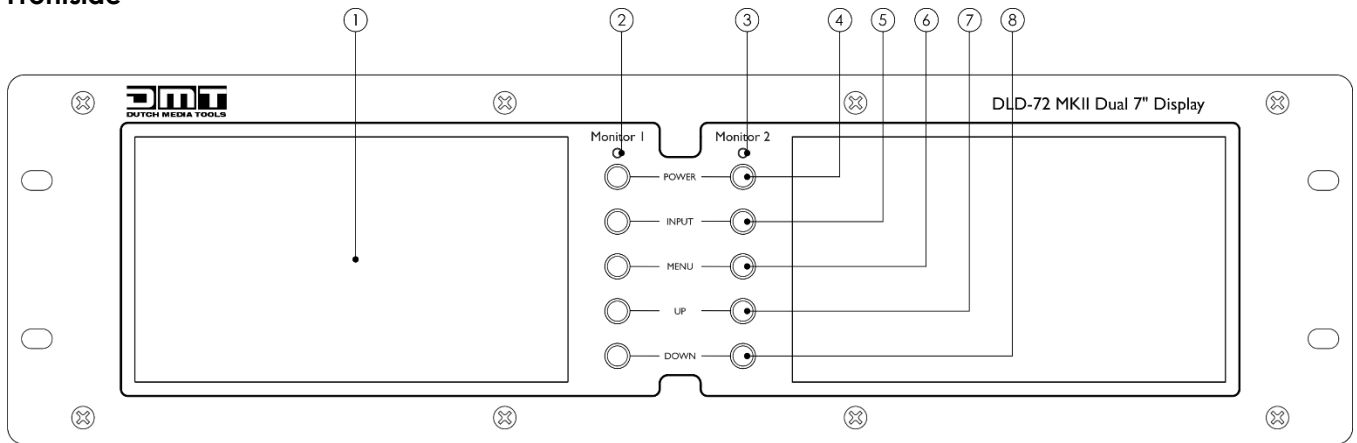 Frontside
1 2 3 4 5 6 7 8
DMT
DUTCH MEDIA TOOLS
DLD-72 MKII Dual 7" Display
Monitor 1 Monitor 2
POWER
INPUT
MENU
UP
DOWN